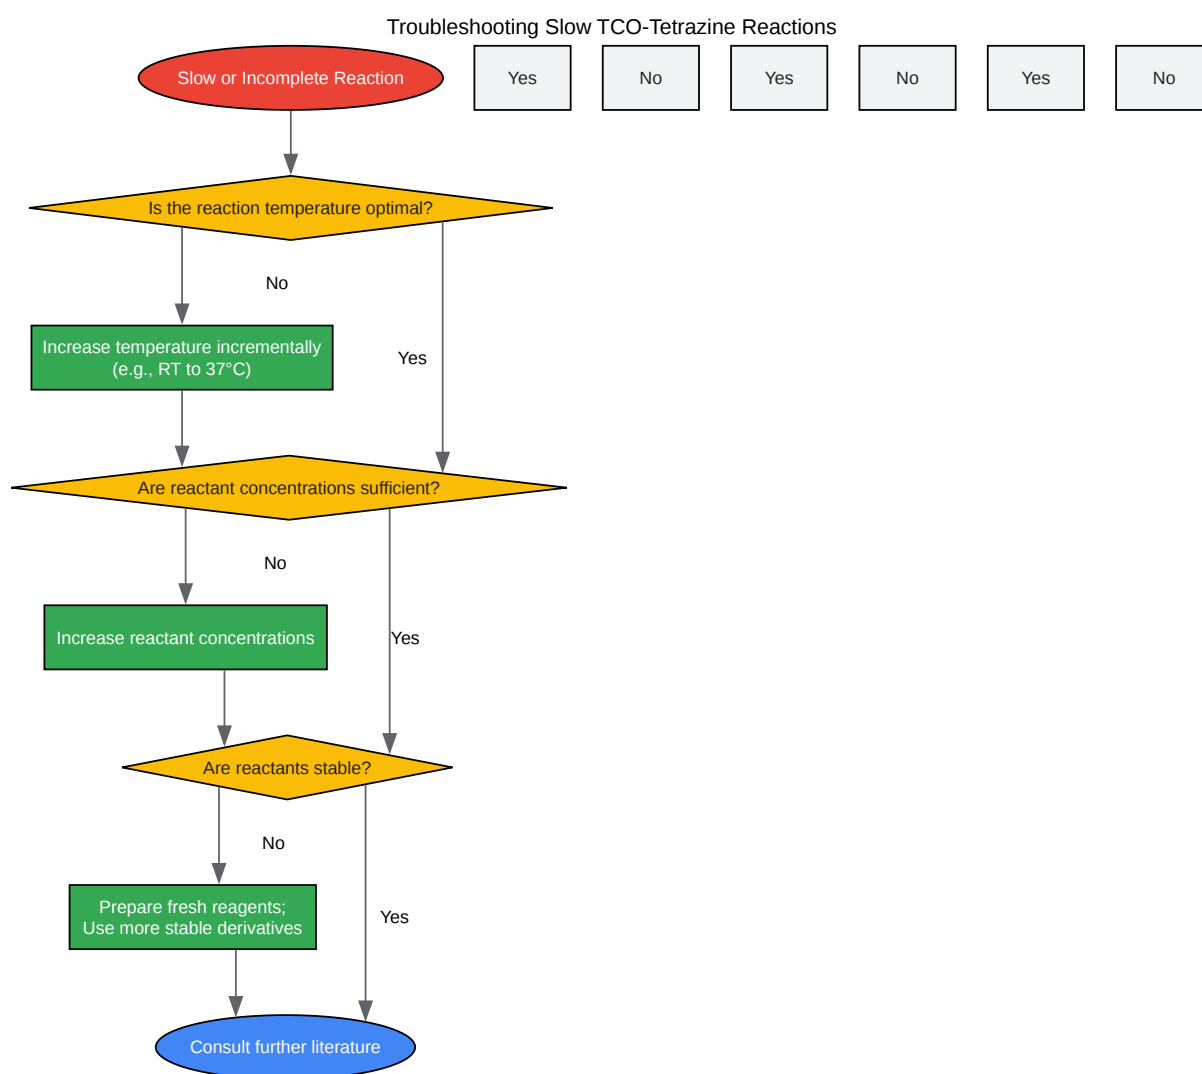 Troubleshooting Slow TCO-Tetrazine Reactions
Slow or Incomplete Reaction
Yes
No
Yes
No
Yes
No
Is the reaction temperature optimal?
No
Increase temperature incrementally
(e.g., RT to 37°C)
Yes
Are reactant concentrations sufficient?
No
Increase reactant concentrations
Yes
Are reactants stable?
No
Prepare fresh reagents;
Use more stable derivatives
Yes
Consult further literature